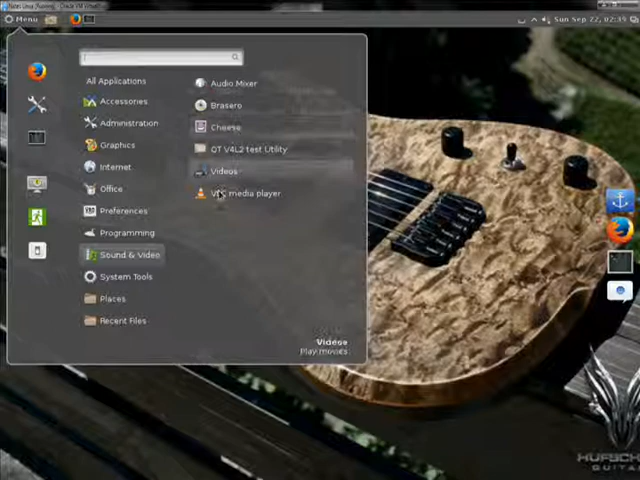 Menu
Sun Sep 22, 02:39
All Applications
Accessories
Administration
Graphics
Internet
Office
Preferences
Programming
Sound & Video
System Tools
Places
Recent Files
Audio Mixer
Brasero
Cheese
QT V4L2 test Utility
Videos
VLC media player
Videos
Play movies